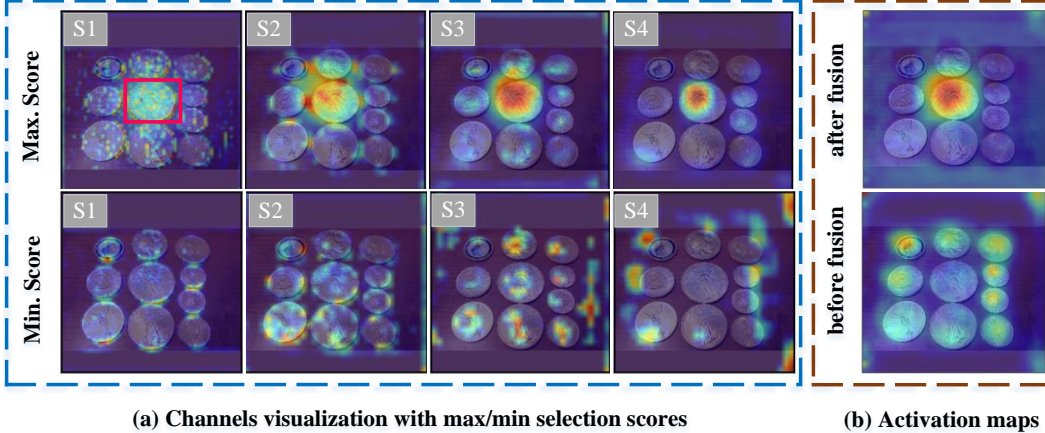 S1 S2 S3 S4
Max. Score
S1 S2 S3 S4
Min. Score
after fusion
before fusion
(a) Channels visualization with max/min selection scores
(b) Activation maps